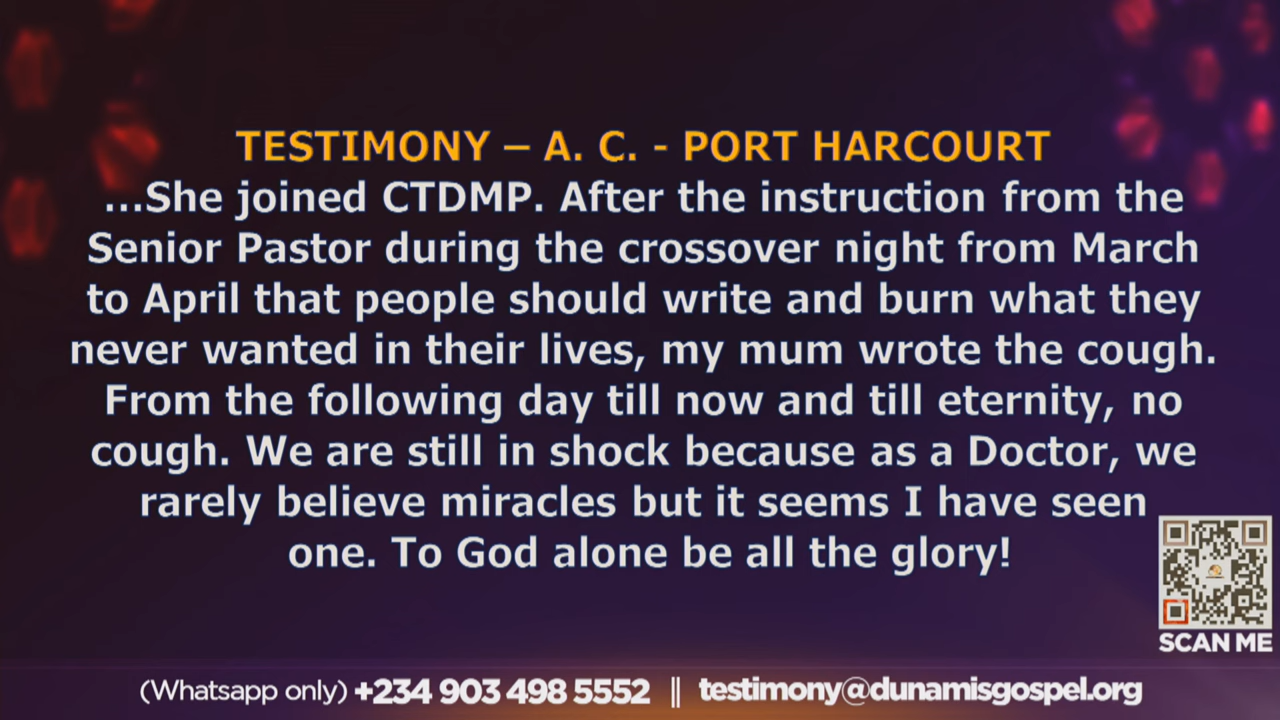 TESTIMONY – A. C. - PORT HARCOURT
...She joined CTDMP. After the instruction from the
Senior Pastor during the crossover night from March
to April that people should write and burn what they
never wanted in their lives, my mum wrote the cough.
From the following day till now and till eternity, no
cough. We are still in shock because as a Doctor, we
rarely believe miracles but it seems I have seen
one. To God alone be all the glory!
SCAN ME
(Whatsapp only) +234 903 498 5552 || testimony@dunamisgospel.org